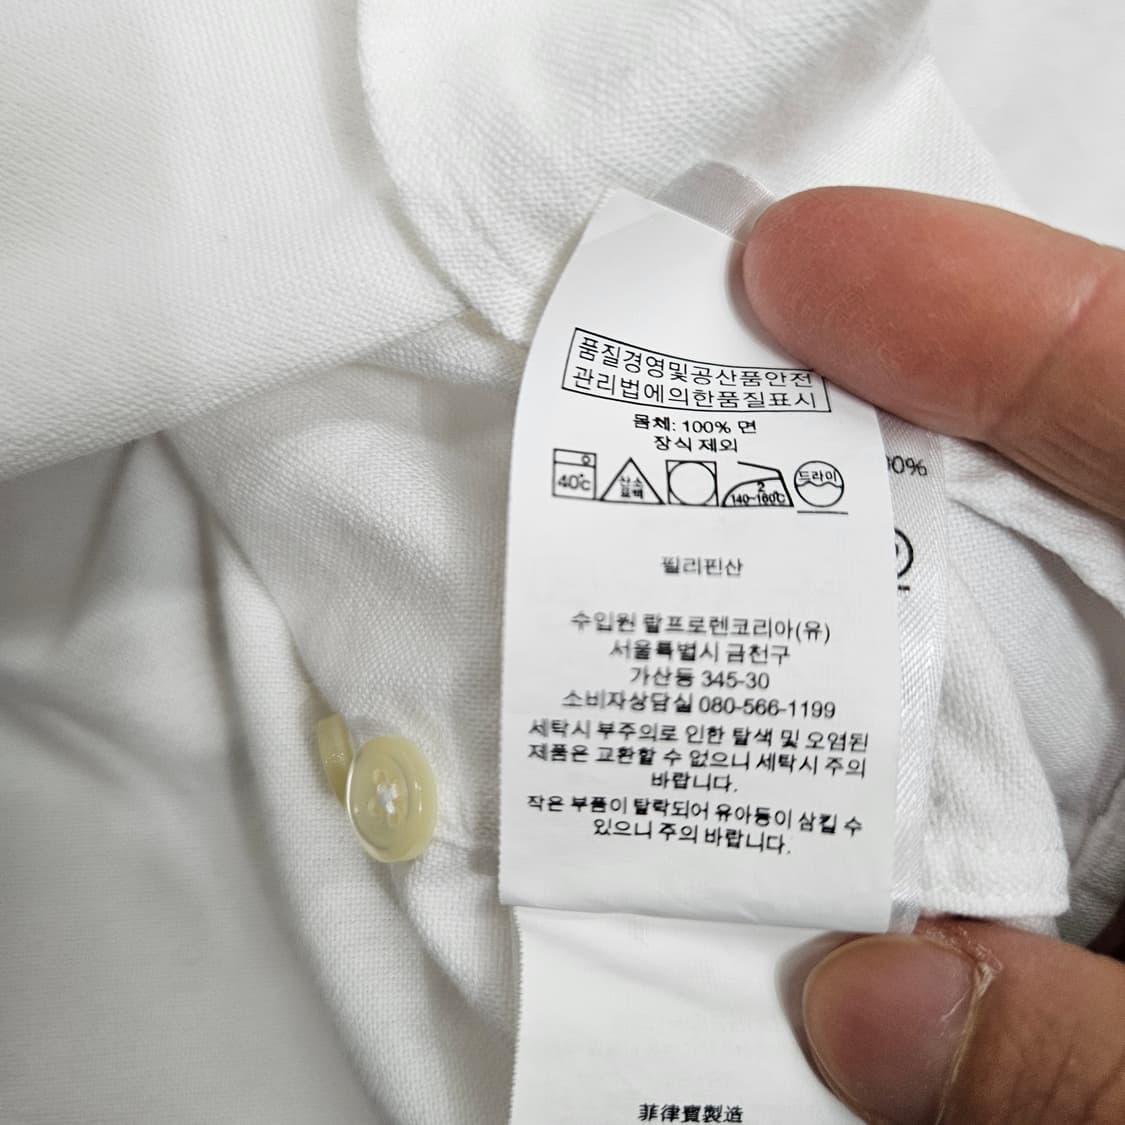 품질경영및공산품안전
관리법에의한품질표시
몸체: 100% 면
장식 제외
40℃
산소
표백
2
140~160℃
드라이
필리핀산
수입원 랄프로렌코리아(유)
서울특별시 금천구
가산동 345-30
소비자상담실 080-566-1199
세탁시 부주의로 인한 탈색 및 오염된
제품은 교환할 수 없으니 세탁시 주의
바랍니다.
작은 부품이 탈락되어 유아등이 삼킬 수
있으니 주의 바랍니다.
菲律賓製造